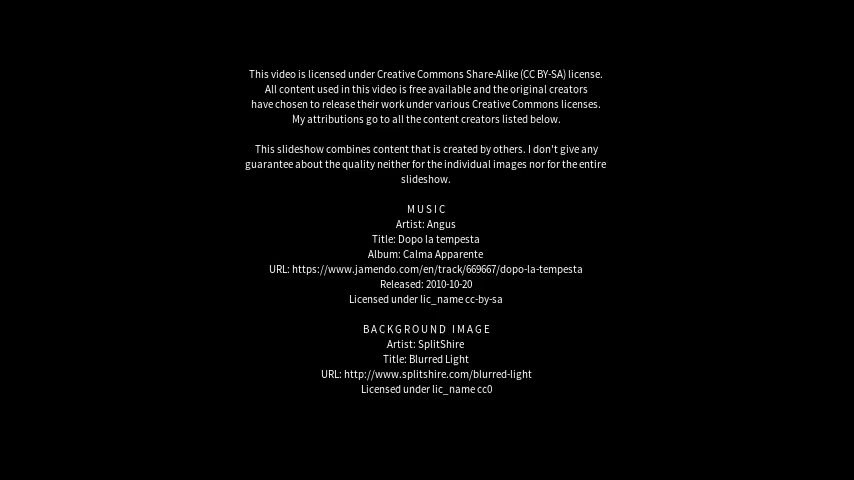 This video is licensed under Creative Commons Share-Alike (CC BY-SA) license.
All content used in this video is free available and the original creators
have chosen to release their work under various Creative Commons licenses.
My attributions go to all the content creators listed below.
This slideshow combines content that is created by others. I don't give any
guarantee about the quality neither for the individual images nor for the entire
slideshow.
MUSIC
Artist: Angus
Title: Dopo la tempesta
Album: Calma Apparente
URL: https://www.jamendo.com/en/track/669667/dopo-la-tempesta
Released: 2010-10-20
Licensed under lic_name cc-by-sa
BACKGROUND IMAGE
Artist: SplitShire
Title: Blurred Light
URL: http://www.splitshire.com/blurred-light
Licensed under lic_name cc0